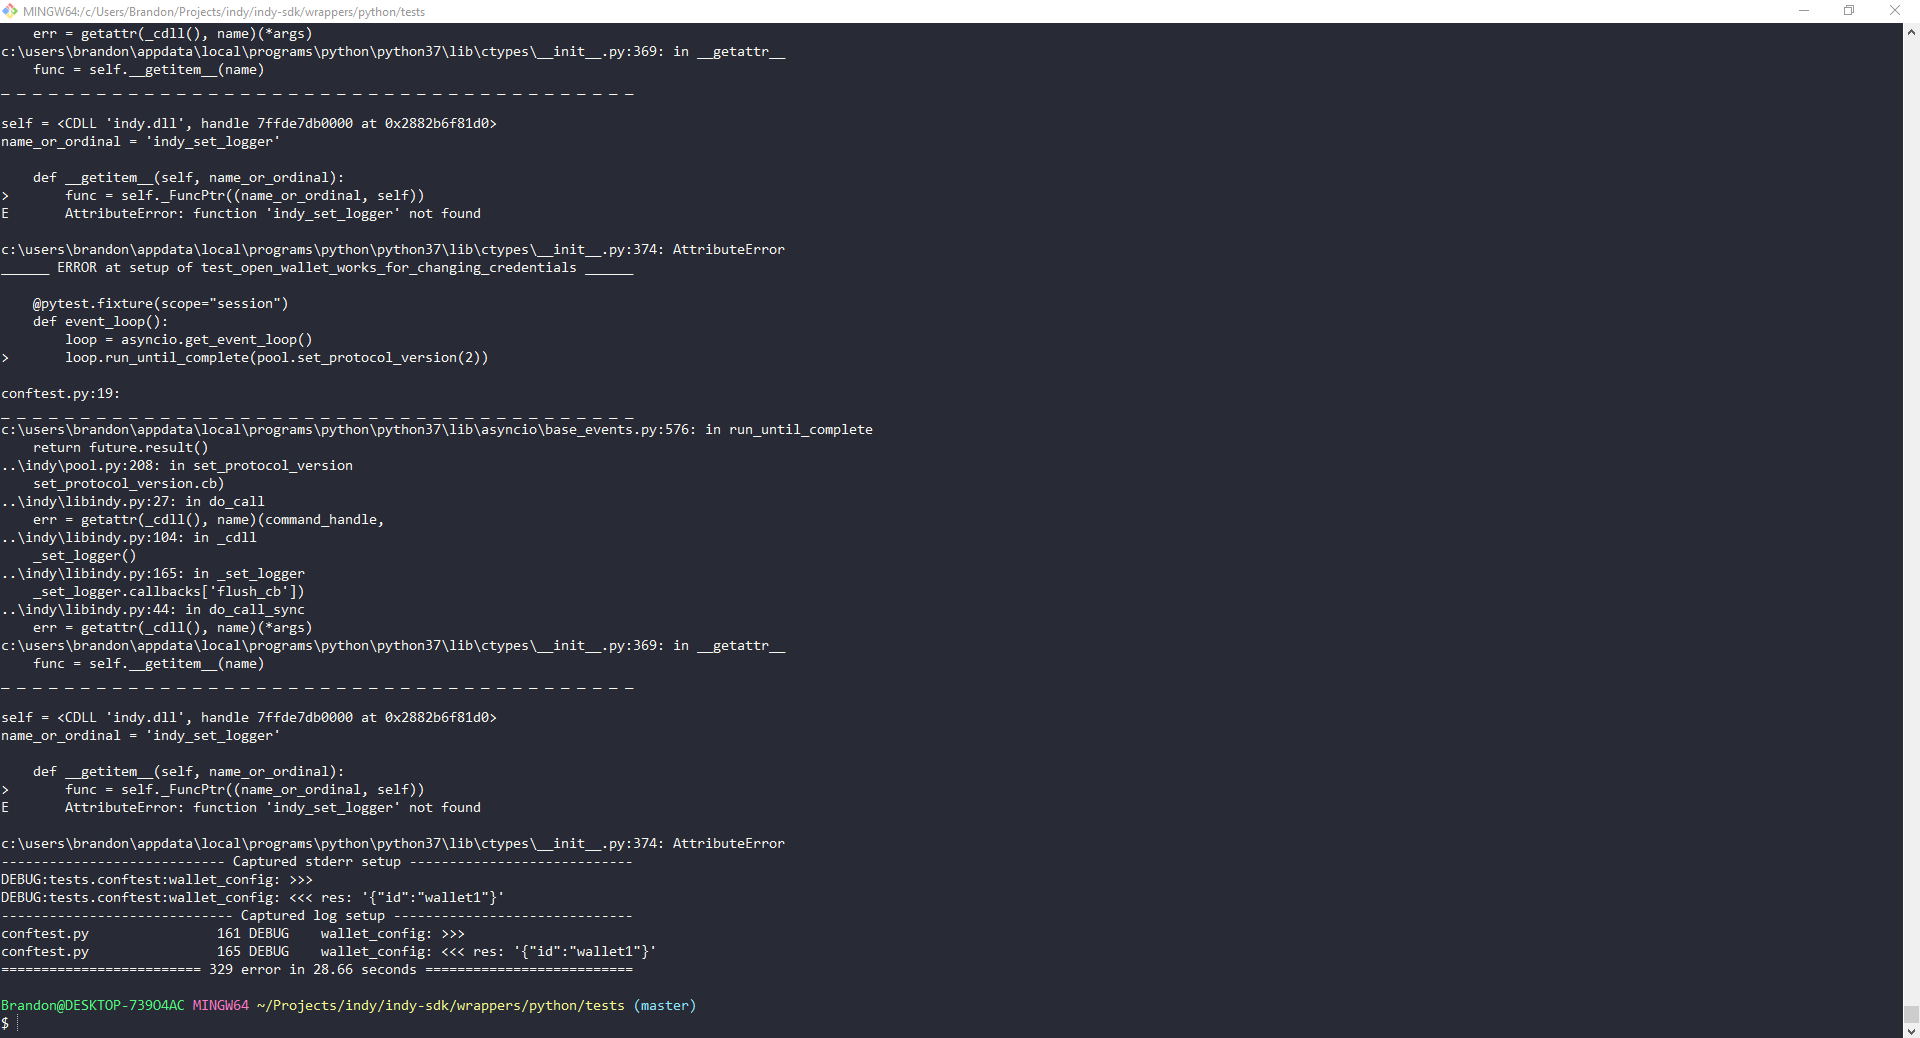 MINGW64:/c/Users/Brandon/Projects/indy/indy-sdk/wrappers/python/tests
    err = getattr(_cdll(), name)(*args)
c:\users\brandon\appdata\local\programs\python\python37\lib\ctypes\__init__.py:369: in __getattr__
    func = self.__getitem__(name)
_ _ _ _ _ _ _ _ _ _ _ _ _ _ _ _ _ _ _ _ _ _ _ _ _ _ _ _ _ _ _ _ _ _ _ _ _ _ _ _
self = <CDLL 'indy.dll', handle 7ffde7db0000 at 0x2882b6f81d0>
name_or_ordinal = 'indy_set_logger'
    def __getitem__(self, name_or_ordinal):
>       func = self._FuncPtr((name_or_ordinal, self))
E       AttributeError: function 'indy_set_logger' not found
c:\users\brandon\appdata\local\programs\python\python37\lib\ctypes\__init__.py:374: AttributeError
______ ERROR at setup of test_open_wallet_works_for_changing_credentials ______
    @pytest.fixture(scope="session")
    def event_loop():
        loop = asyncio.get_event_loop()
>       loop.run_until_complete(pool.set_protocol_version(2))
conftest.py:19:
_ _ _ _ _ _ _ _ _ _ _ _ _ _ _ _ _ _ _ _ _ _ _ _ _ _ _ _ _ _ _ _ _ _ _ _ _ _ _ _
c:\users\brandon\appdata\local\programs\python\python37\lib\asyncio\base_events.py:576: in run_until_complete
    return future.result()
..\indy\pool.py:208: in set_protocol_version
    set_protocol_version.cb)
..\indy\libindy.py:27: in do_call
    err = getattr(_cdll(), name)(command_handle,
..\indy\libindy.py:104: in _cdll
    _set_logger()
..\indy\libindy.py:165: in _set_logger
    _set_logger.callbacks['flush_cb'])
..\indy\libindy.py:44: in do_call_sync
    err = getattr(_cdll(), name)(*args)
c:\users\brandon\appdata\local\programs\python\python37\lib\ctypes\__init__.py:369: in __getattr__
    func = self.__getitem__(name)
_ _ _ _ _ _ _ _ _ _ _ _ _ _ _ _ _ _ _ _ _ _ _ _ _ _ _ _ _ _ _ _ _ _ _ _ _ _ _ _
self = <CDLL 'indy.dll', handle 7ffde7db0000 at 0x2882b6f81d0>
name_or_ordinal = 'indy_set_logger'
    def __getitem__(self, name_or_ordinal):
>       func = self._FuncPtr((name_or_ordinal, self))
E       AttributeError: function 'indy_set_logger' not found
c:\users\brandon\appdata\local\programs\python\python37\lib\ctypes\__init__.py:374: AttributeError
---------------------------- Captured stderr setup ----------------------------
DEBUG:tests.conftest:wallet_config: >>>
DEBUG:tests.conftest:wallet_config: <<< res: '{"id":"wallet1"}'
----------------------------- Captured log setup ------------------------------
conftest.py                161 DEBUG    wallet_config: >>>
conftest.py                165 DEBUG    wallet_config: <<< res: '{"id":"wallet1"}'
========================= 329 error in 28.66 seconds ==========================
Brandon@DESKTOP-739O4AC MINGW64 ~/Projects/indy/indy-sdk/wrappers/python/tests (master)
$